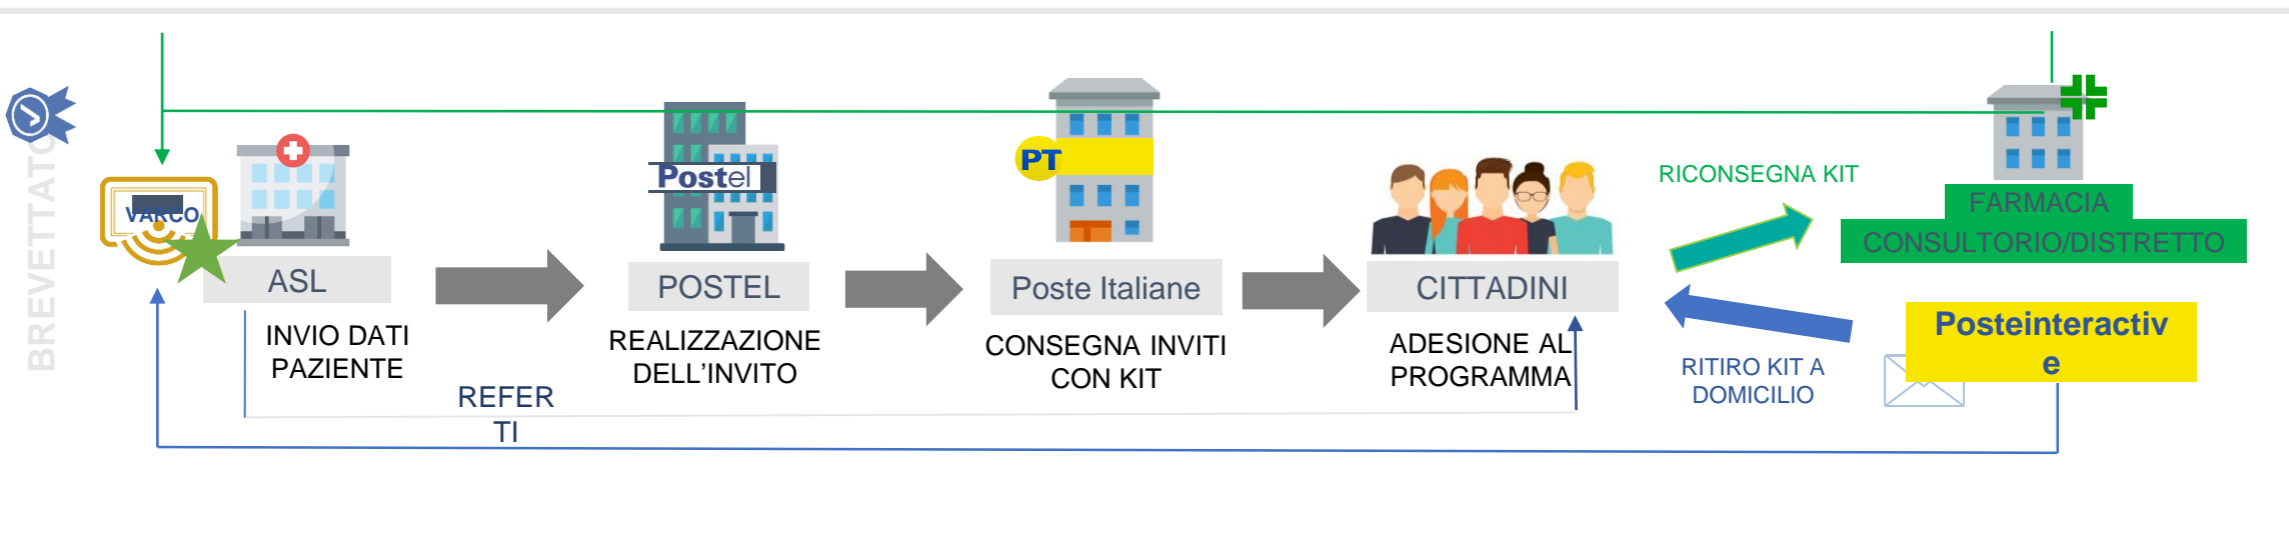 BREVETTATO
VARCO
ASL
INVIO DATI
PAZIENTE
REFER
TI
Postel
POSTEL
REALIZZAZIONE
DELL’INVITO
PT
Poste Italiane
CONSEGNA INVITI
CON KIT
CITTADINI
ADESIONE AL
PROGRAMMA
RICONSEGNA KIT
FARMACIA
CONSULTORIO/DISTRETTO
RITIRO KIT A
DOMICILIO
Posteinteractiv
e